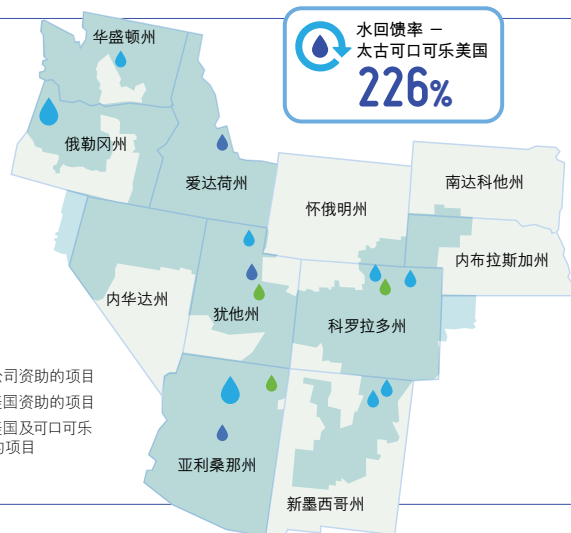 华盛顿州
水回馈率 –
太古可口可乐美国
226%
俄勒冈州
爱达荷州
南达科他州
怀俄明州
内布拉斯加州
内华达州
犹他州
科罗拉多州
公司资助的项目
美国资助的项目
美国及可口可乐
的项目
亚利桑那州
新墨西哥州